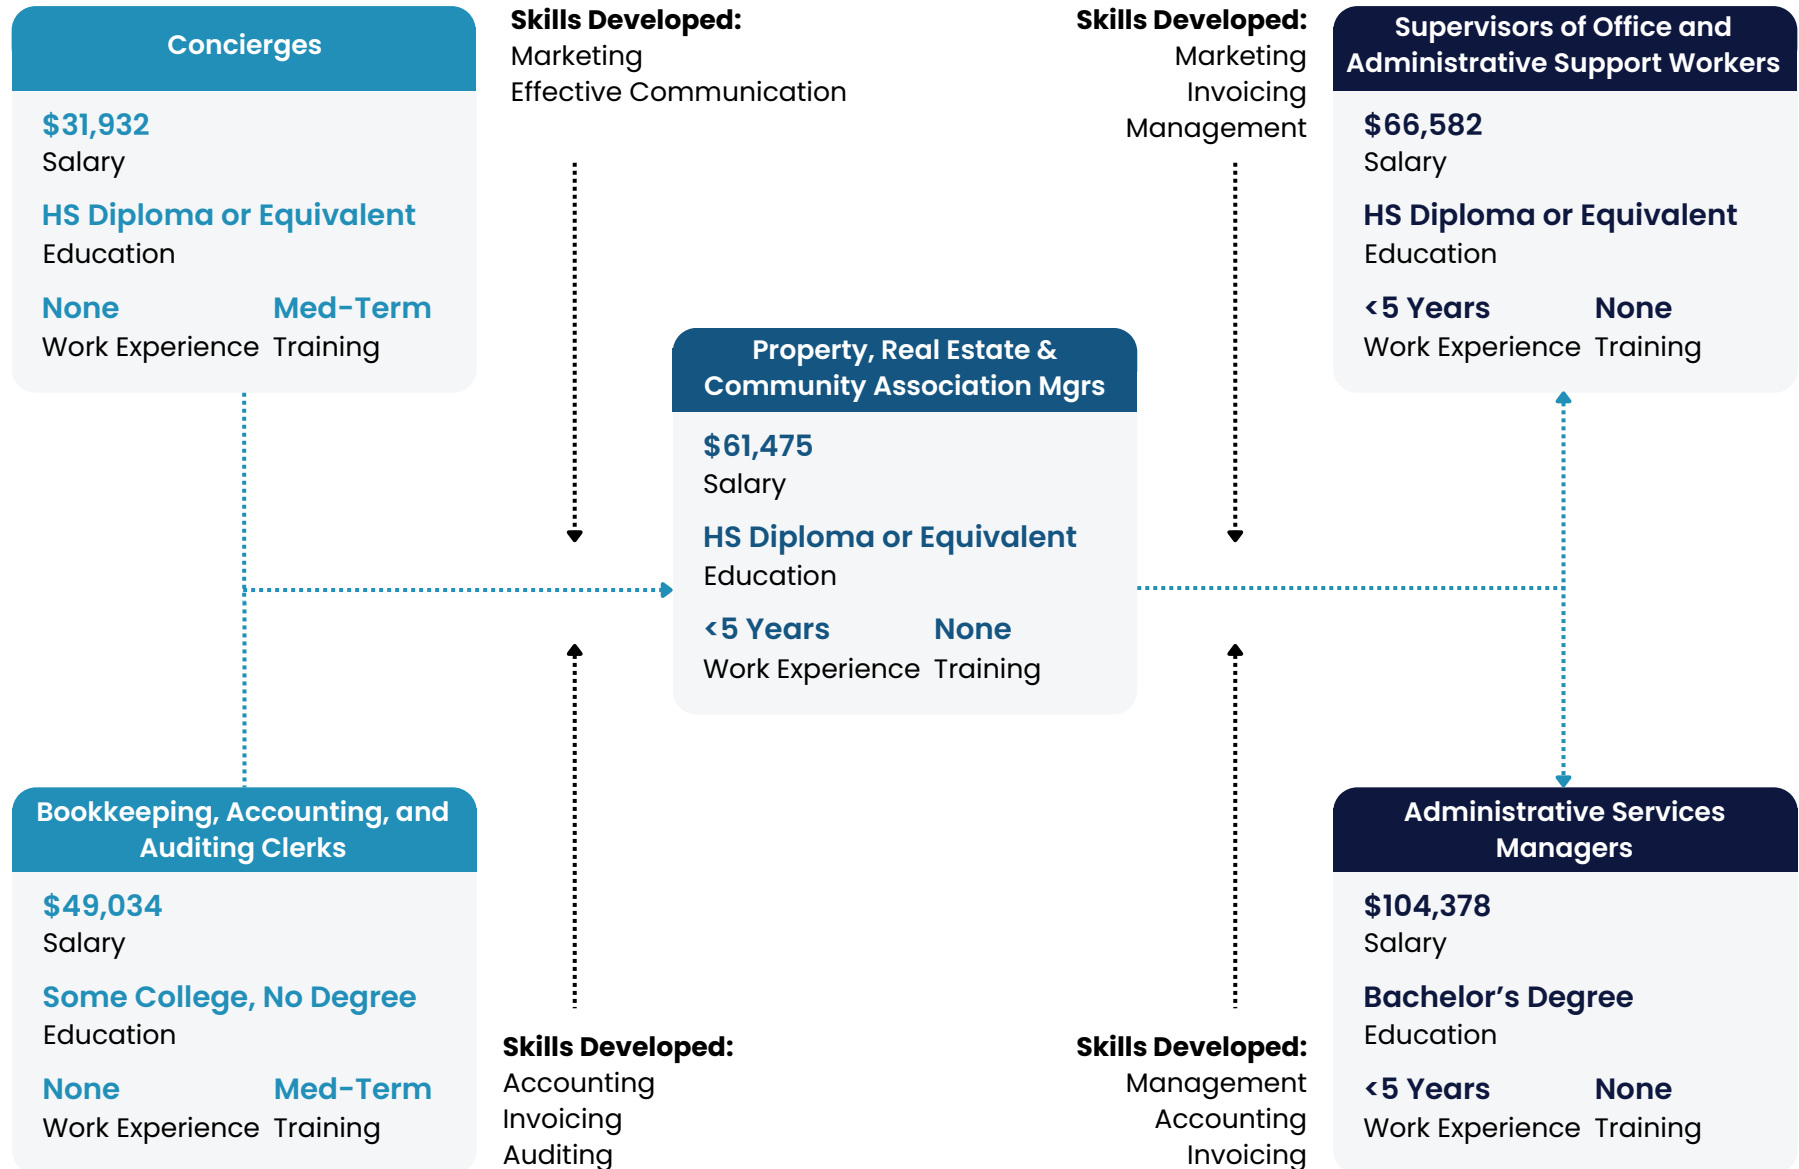 Concierges
$31,932
Salary
HS Diploma or Equivalent
Education
None Med-Term
Work Experience Training
Skills Developed:
Marketing
Effective Communication
Skills Developed:
Marketing
Invoicing
Management
Supervisors of Office and
Administrative Support Workers
$66,582
Salary
HS Diploma or Equivalent
Education
<5 Years None
Work Experience Training
Property, Real Estate &
Community Association Mgrs
$61,475
Salary
HS Diploma or Equivalent
Education
<5 Years None
Work Experience Training
Bookkeeping, Accounting, and
Auditing Clerks
$49,034
Salary
Some College, No Degree
Education
None Med-Term
Work Experience Training
Skills Developed:
Accounting
Invoicing
Auditing
Skills Developed:
Management
Accounting
Invoicing
Administrative Services
Managers
$104,378
Salary
Bachelor’s Degree
Education
<5 Years None
Work Experience Training